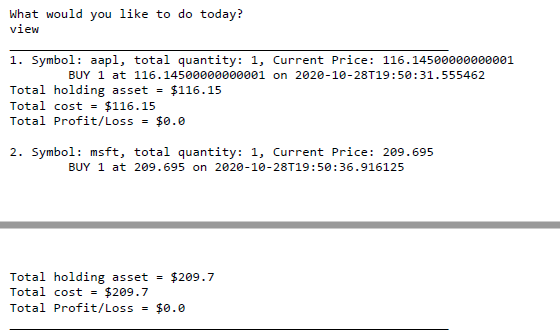 What would you like to do today?
view
1. Symbol: aapl, total quantity: 1, Current Price: 116.14500000000001
BUY 1 at 116.14500000000001 on 2020-10-28T19:50:31.555462
Total holding asset = $116.15
Total cost = $116.15
Total Profit/Loss = $0.0
2. Symbol: msft, total quantity: 1, Current Price: 209.695
BUY 1 at 209.695 on 2020-10-28T19:50:36.916125
Total holding asset = $209.7
Total cost = $209.7
Total Profit/Loss = $0.0